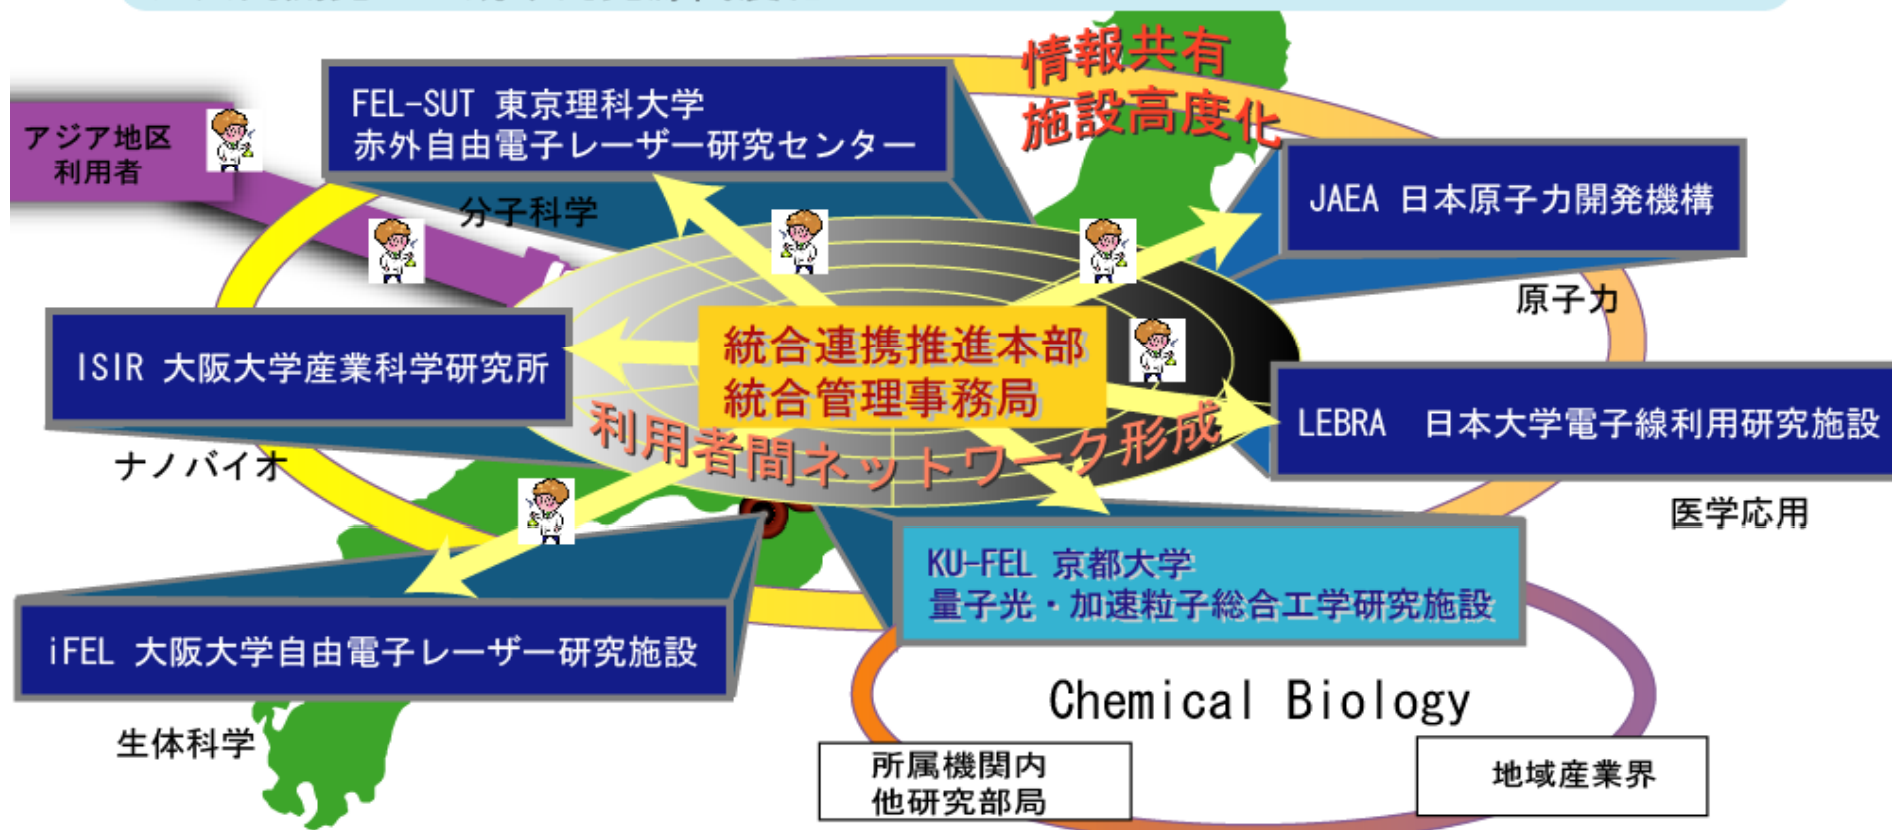 情報共有
施設高度化
FEL-SUT 東京理科大学
赤外自由電子レーザー研究センター
アジア地区
利用者
分子科学
JAEA 日本原子力開発機構
原子力
ISIR 大阪大学産業科学研究所
ナノバイオ
統合連携推進本部
統合管理事務局
利用者間ネットワーク形成
LEBRA 日本大学電子線利用研究施設
医学応用
KU-FEL 京都大学
量子光・加速粒子総合工学研究施設
iFEL 大阪大学自由電子レーザー研究施設
生体科学
Chemical Biology
所属機関内
他研究部局
地域産業界